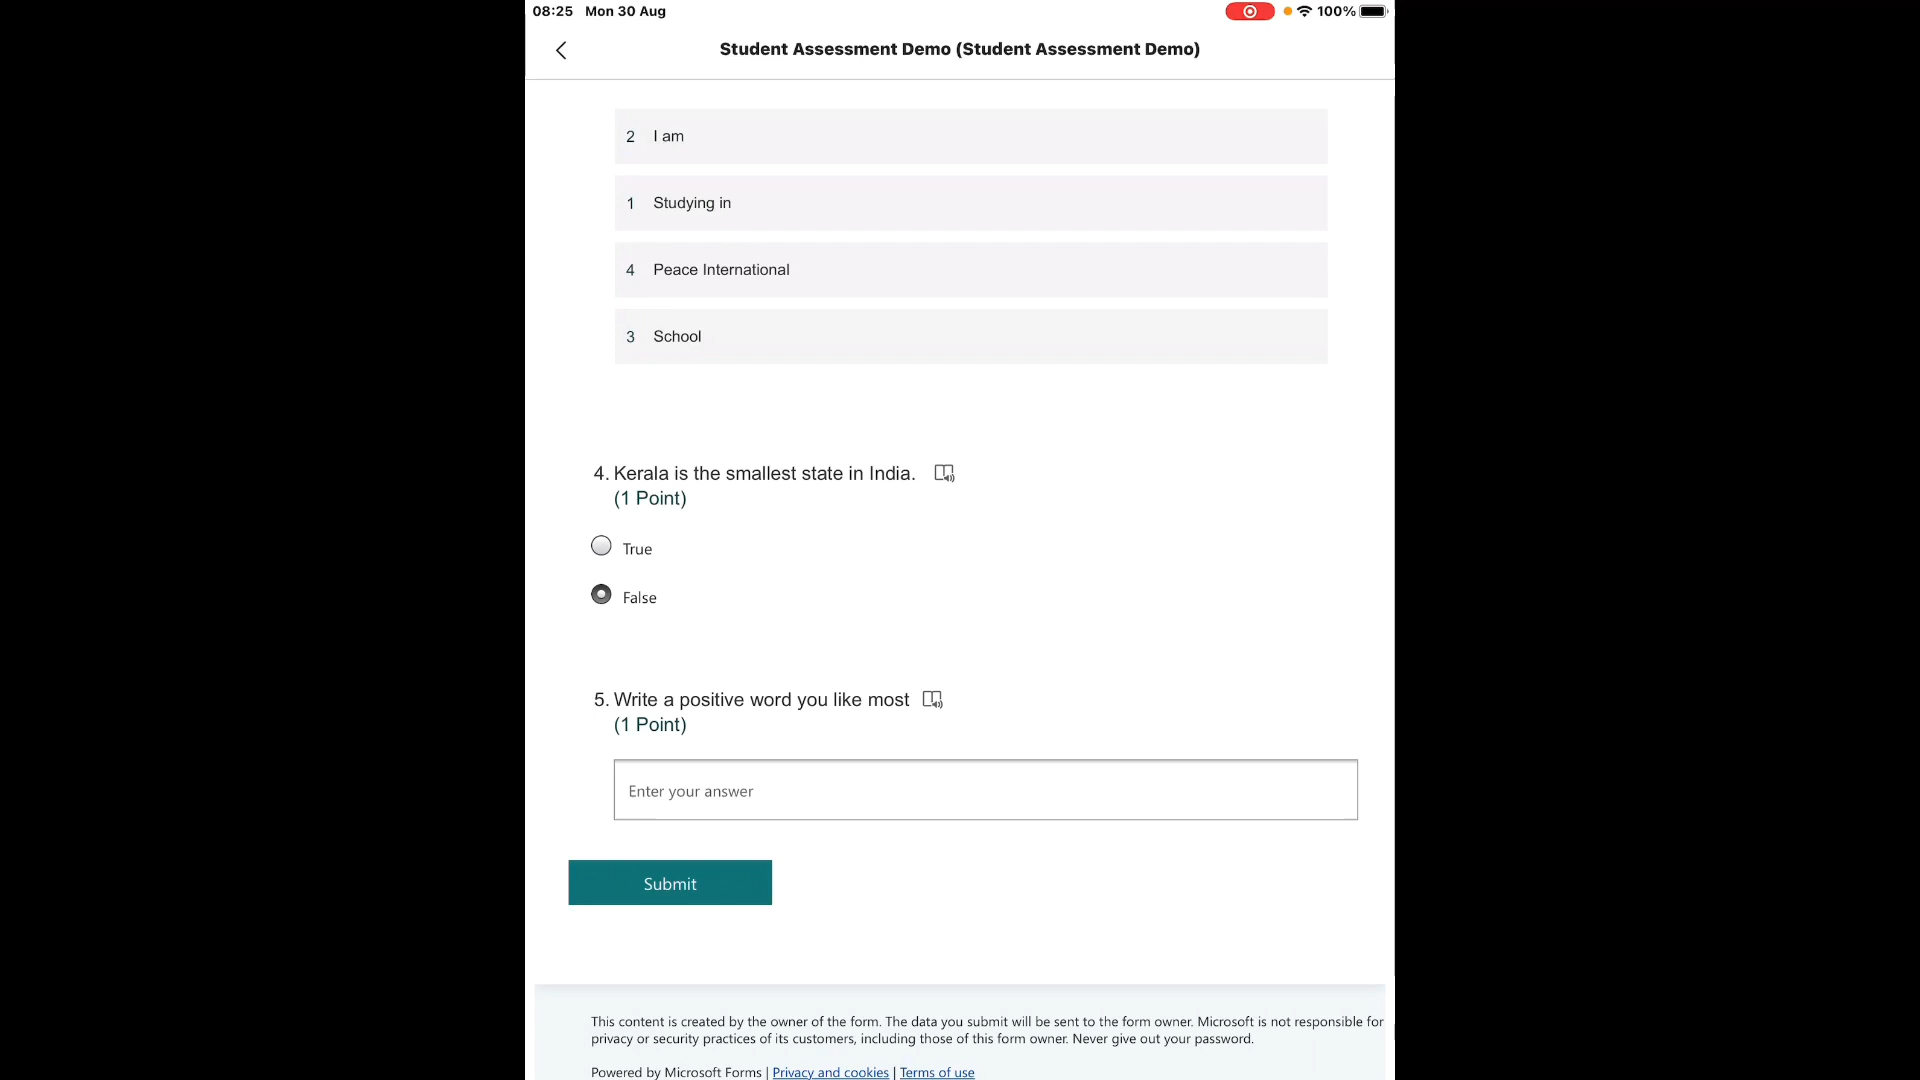 08:25 Mon 30 Aug
100%
Student Assessment Demo (Student Assessment Demo)
2 I am
1 Studying in
4 Peace International
3 School
4. Kerala is the smallest state in India.
(1 Point)
True
False
5. Write a positive word you like most
(1 Point)
Enter your answer
Submit
This content is created by the owner of the form. The data you submit will be sent to the form owner. Microsoft is not responsible for
privacy or security practices of its customers, including those of this form owner. Never give out your password.
Powered by Microsoft Forms | Privacy and cookies | Terms of use